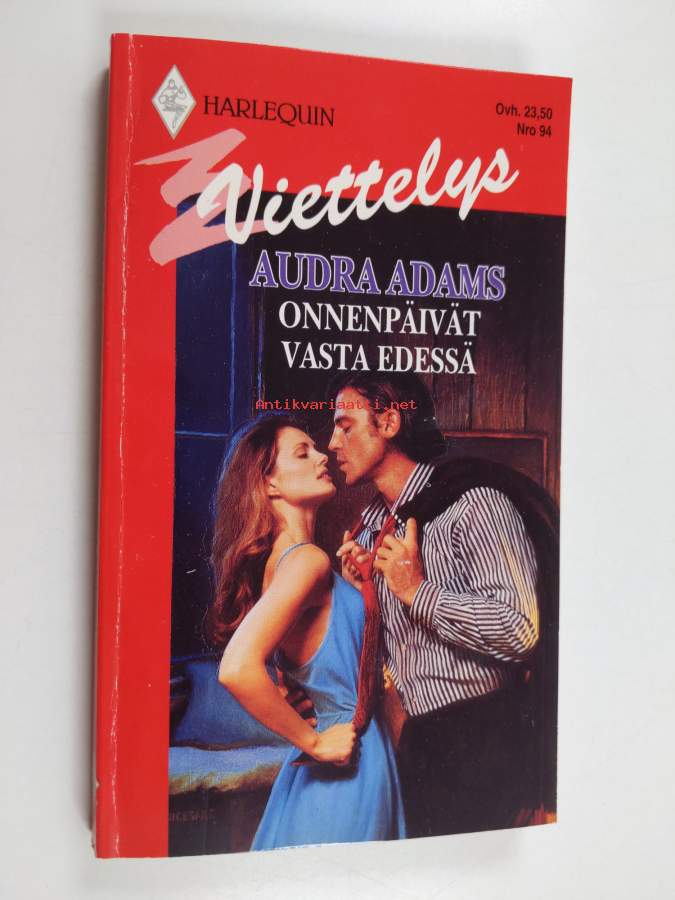 HARLEQUIN
Ovh. 23,50
Nro 94
Viettelys
AUDRA ADAMS
ONNENPÄIVÄT
VASTA EDESSÄ
Antikvariaatti.net